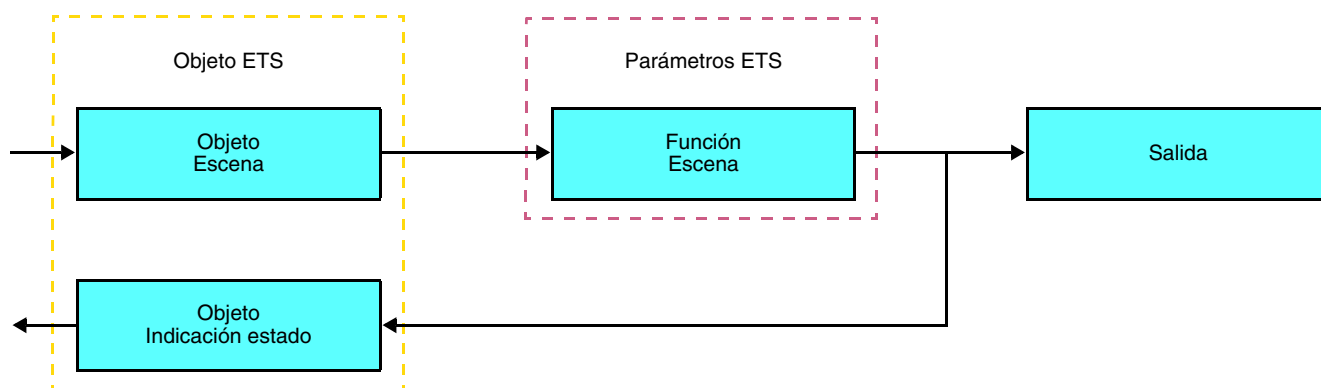 Objeto ETS
Parámetros ETS
Objeto
Escena
Función
Escena
Salida
Objeto
Indicación estado